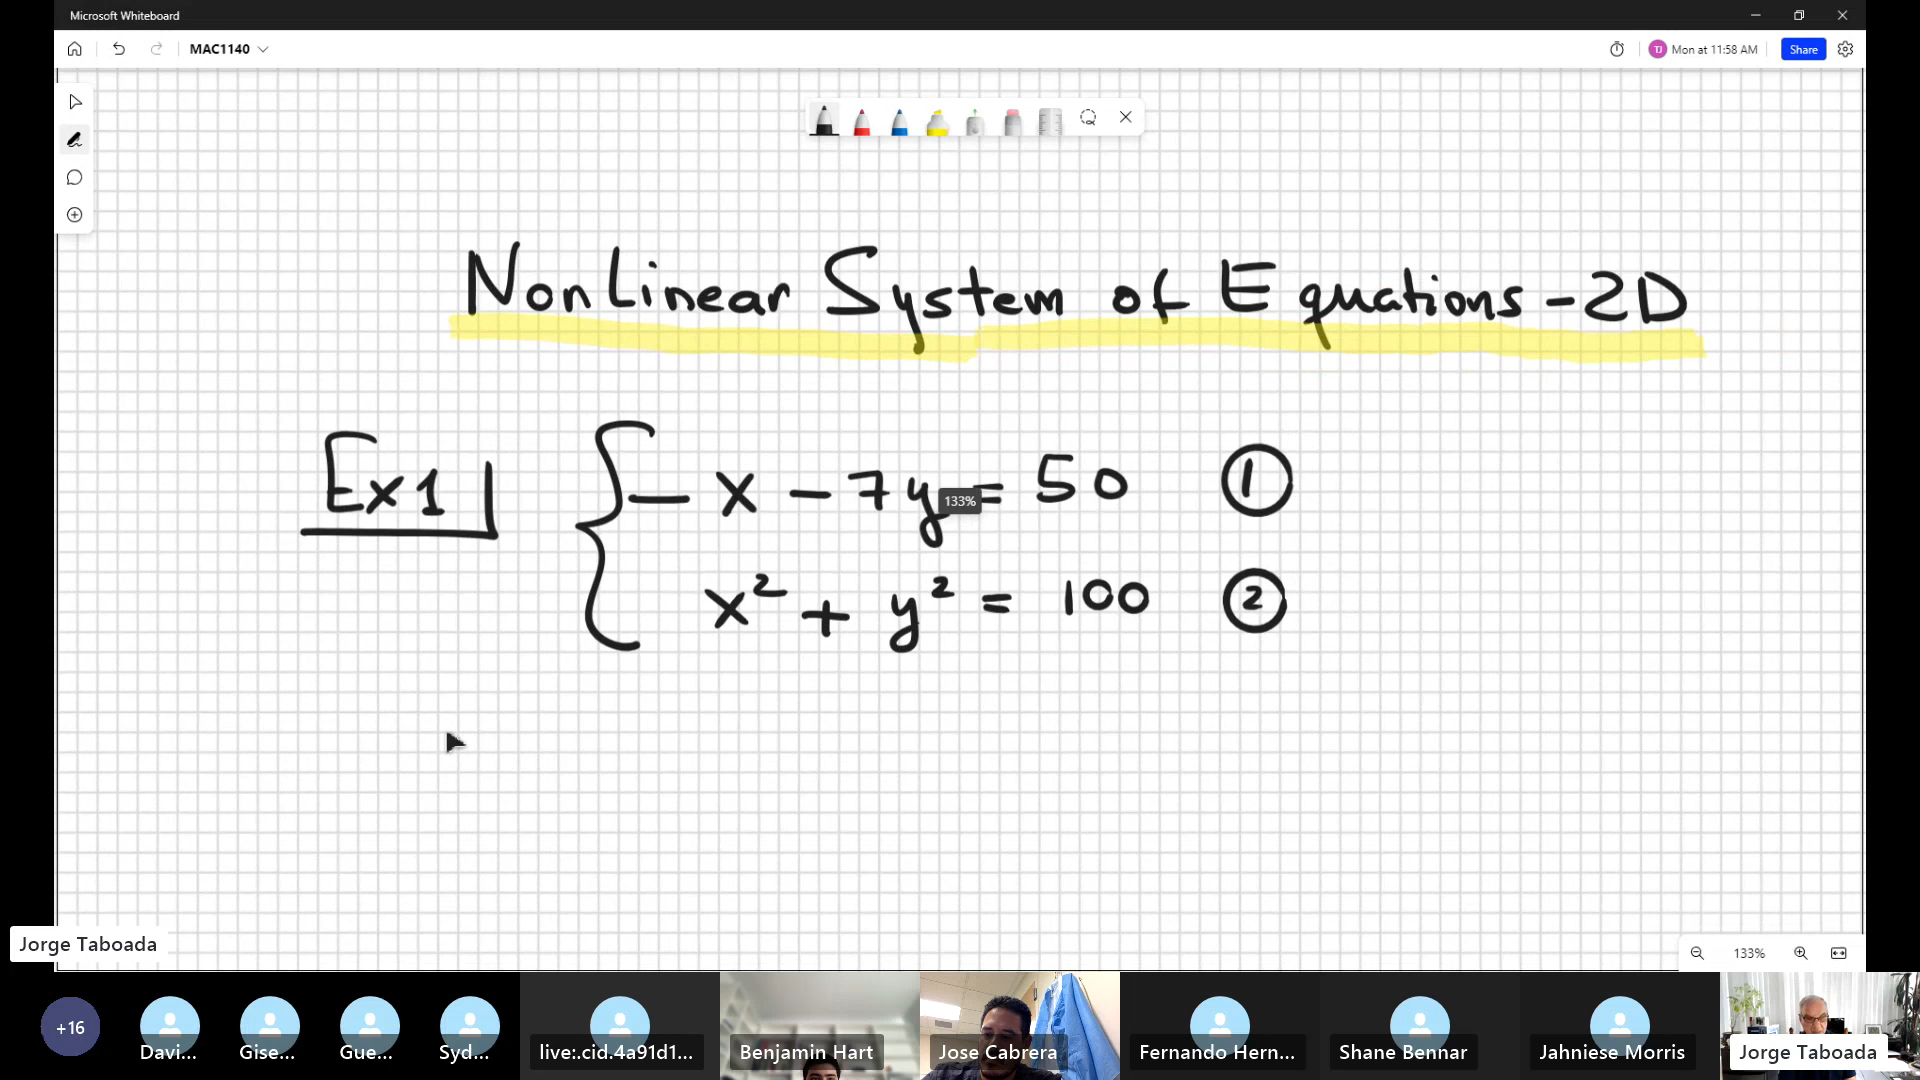 Microsoft Whiteboard
MAC1140
TJ Mon at 11:58 AM Share
NonLinear System of Equations - 2D
Ex1 - x - 7y = 50 ①
133%
x² + y² = 100 ②
Jorge Taboada
133%
+16 Davi... Gise... Gue... Syd... live:.cid.4a91d1... Benjamin Hart Jose Cabrera Fernando Hern... Shane Bennar Jahniese Morris Jorge Taboada